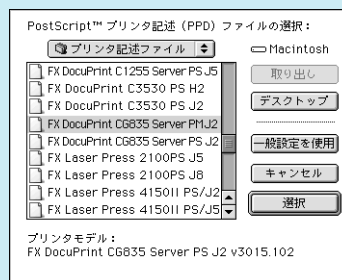 PostScript™ プリンタ記述（PPD）ファイルの選択：
プリンタ記述ファイル
Macintosh
FX DocuPrint C1255 Server PS J5
FX DocuPrint C3530 PS H2
FX DocuPrint C3530 PS J2
FX DocuPrint CG835 Server PM J2
FX DocuPrint CG835 Server PS J2
FX Laser Press 2100PS J5
FX Laser Press 2100PS J8
FX Laser Press 4150II PS/J2
FX Laser Press 4150II PS/J5
取り出し
デスクトップ
一般設定を使用
キャンセル
選択
プリンタモデル：
FX DocuPrint CG835 Server PS J2 v3015.102